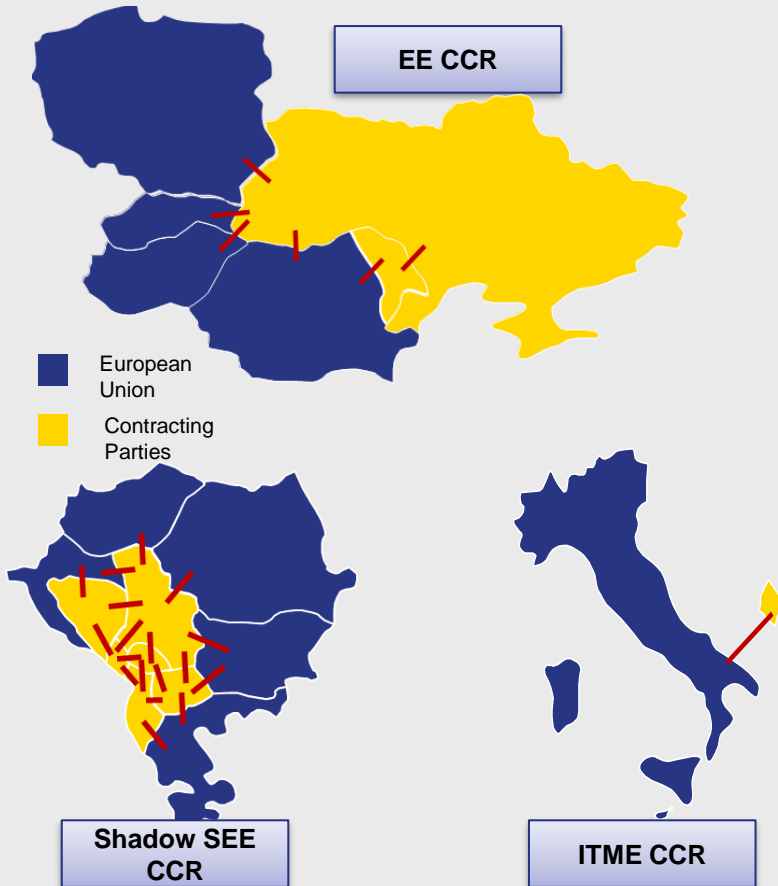 EE CCR
European
Union
Contracting
Parties
Shadow SEE
CCR
ITME CCR